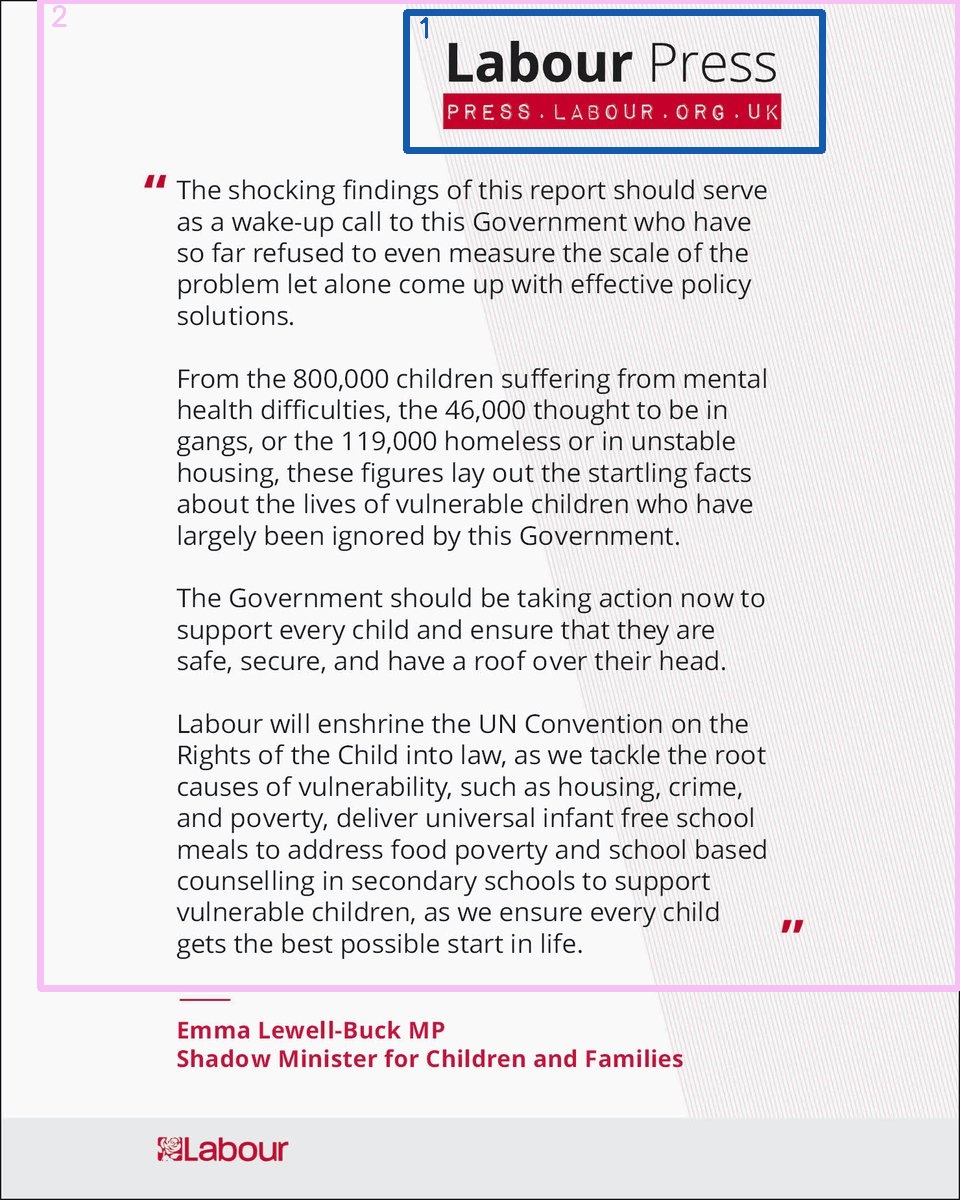 Labour Press
PRESS.LABOUR.ORG.UK
“ The shocking findings of this report should serve
as a wake-up call to this Government who have
so far refused to even measure the scale of the
problem let alone come up with effective policy
solutions.
From the 800,000 children suffering from mental
health difficulties, the 46,000 thought to be in
gangs, or the 119,000 homeless or in unstable
housing, these figures lay out the startling facts
about the lives of vulnerable children who have
largely been ignored by this Government.
The Government should be taking action now to
support every child and ensure that they are
safe, secure, and have a roof over their head.
Labour will enshrine the UN Convention on the
Rights of the Child into law, as we tackle the root
causes of vulnerability, such as housing, crime,
and poverty, deliver universal infant free school
meals to address food poverty and school based
counselling in secondary schools to support
vulnerable children, as we ensure every child
gets the best possible start in life. ”
Emma Lewell-Buck MP
Shadow Minister for Children and Families
Labour
1
2